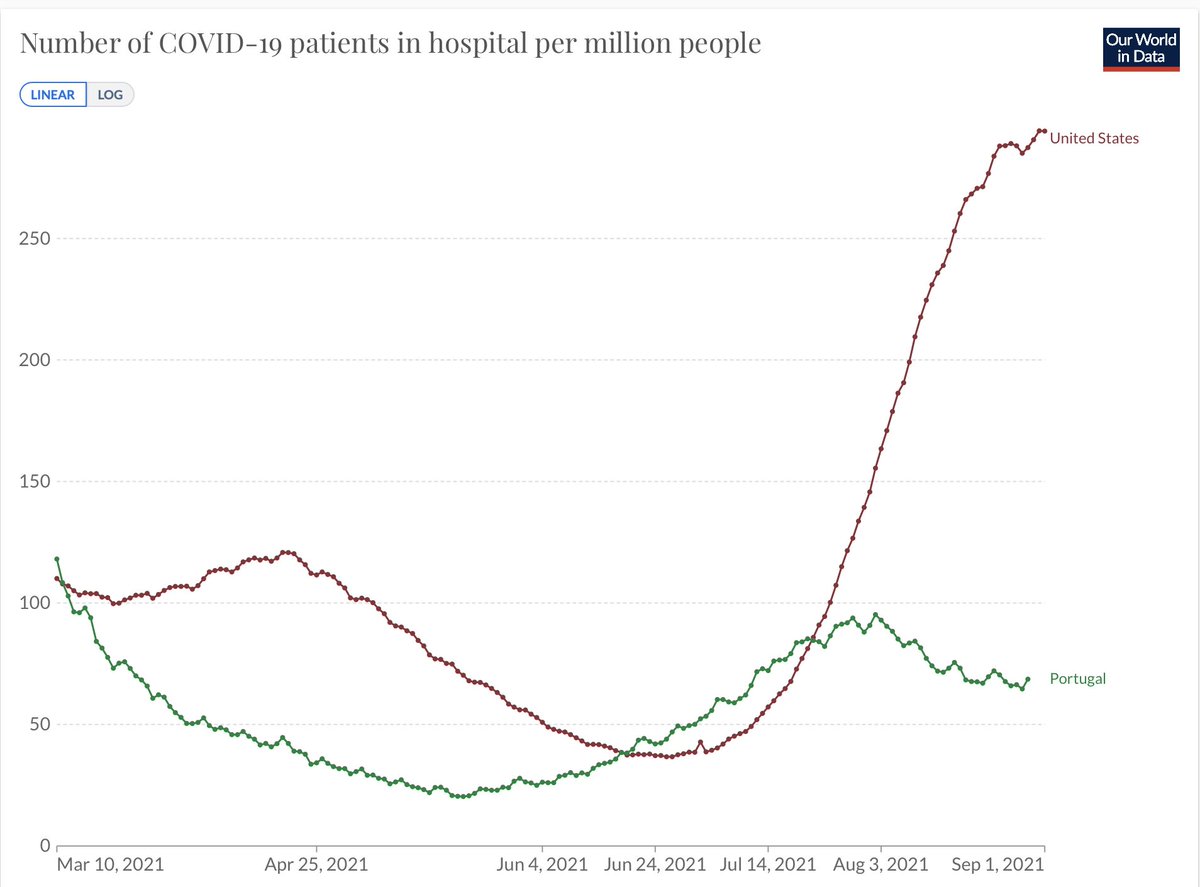 Number of COVID-19 patients in hospital per million people
Our World
in Data
LINEAR
LOG
United States
250
200
150
100
Portugal
50
0
Mar 10, 2021
Apr 25, 2021
Jun 4, 2021
Jun 24, 2021
Jul 14, 2021
Aug 3, 2021
Sep 1, 2021